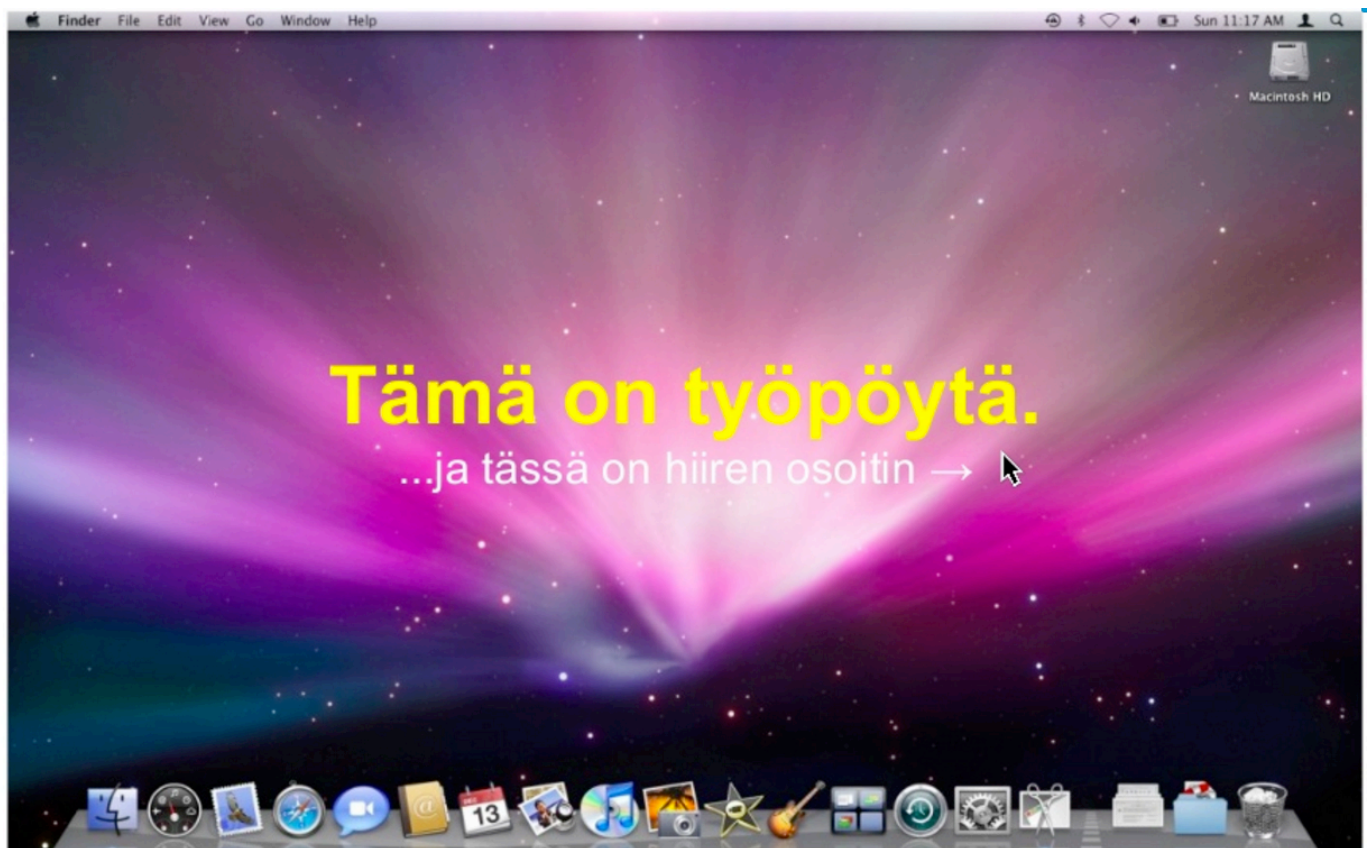 Finder File Edit View Go Window Help Sun 11:17 AM
Macintosh HD
Tämä on työpöytä.
...ja tässä on hiiren osoitin →
DEC
13